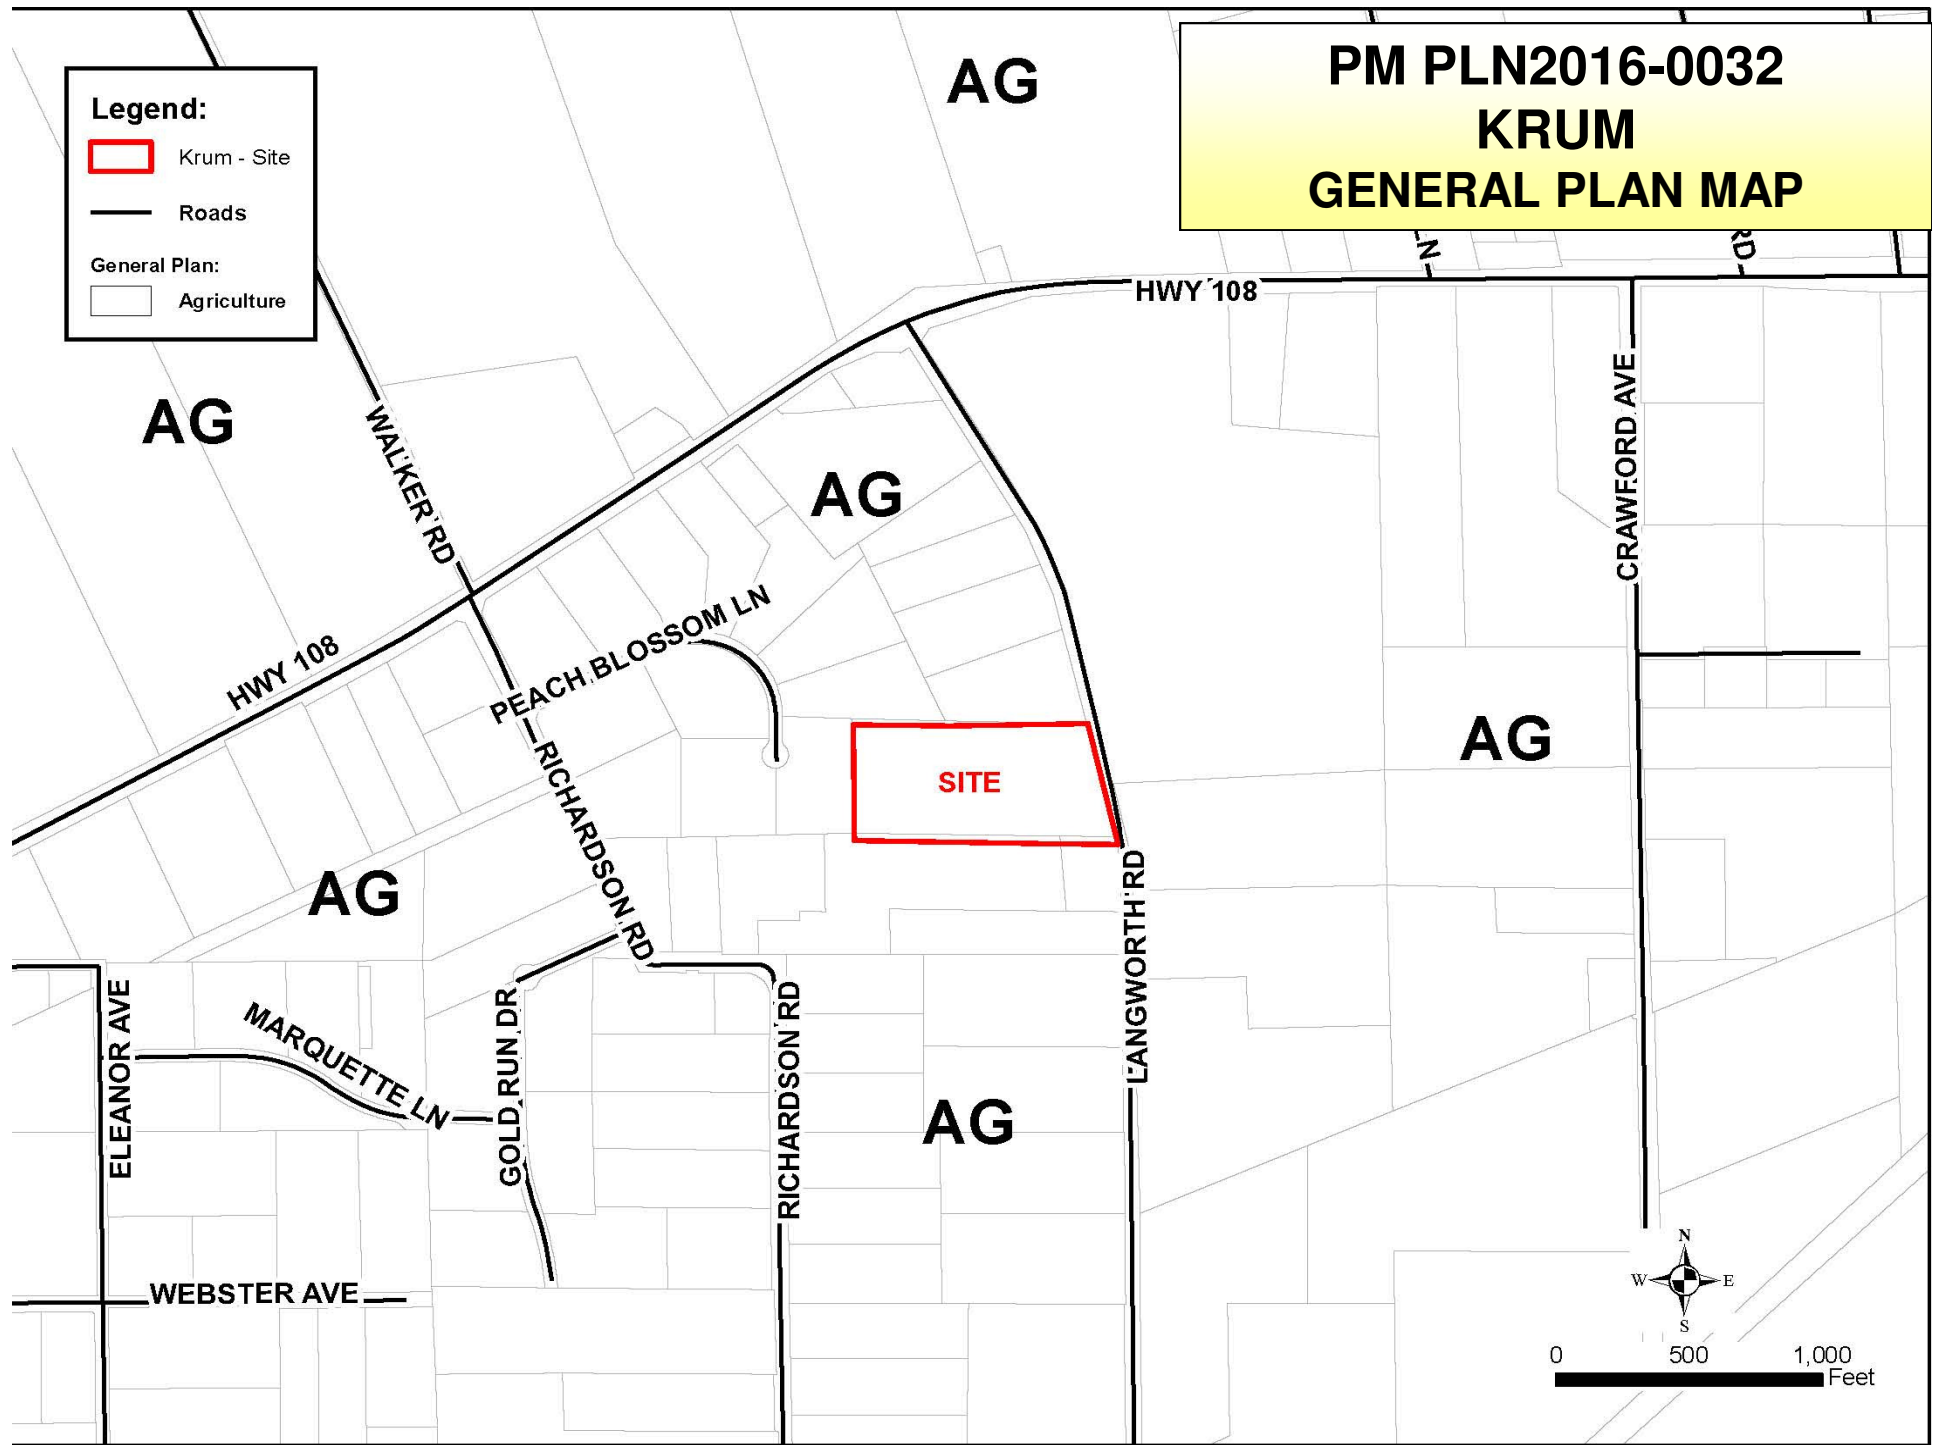 PM PLN2016-0032
KRUM
GENERAL PLAN MAP
Legend:
Krum - Site
Roads
General Plan:
Agriculture
AG
LN
RD
HWY 108
AG
WALKER RD
AG
CRAWFORD AVE
PEACH BLOSSOM LN
HWY 108
AG
SITE
RICHARDSON RD
AG
LANGWORTH RD
ELEANOR AVE
MARQUETTE LN
GOLD RUN DR
RICHARDSON RD
AG
WEBSTER AVE
N
W
E
S
0 500 1,000
Feet